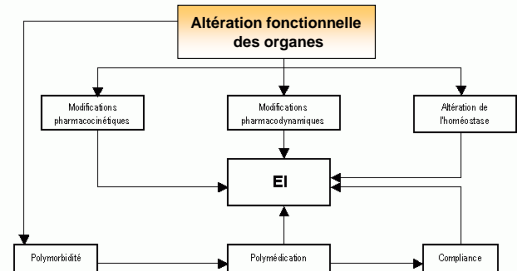 Altération fonctionnelle
des organes
Modifications
pharmacocinétiques
Modifications
pharmacodynamiques
Altération de
l'homéostase
EI
Polymorbidité
Polymédication
Compliance